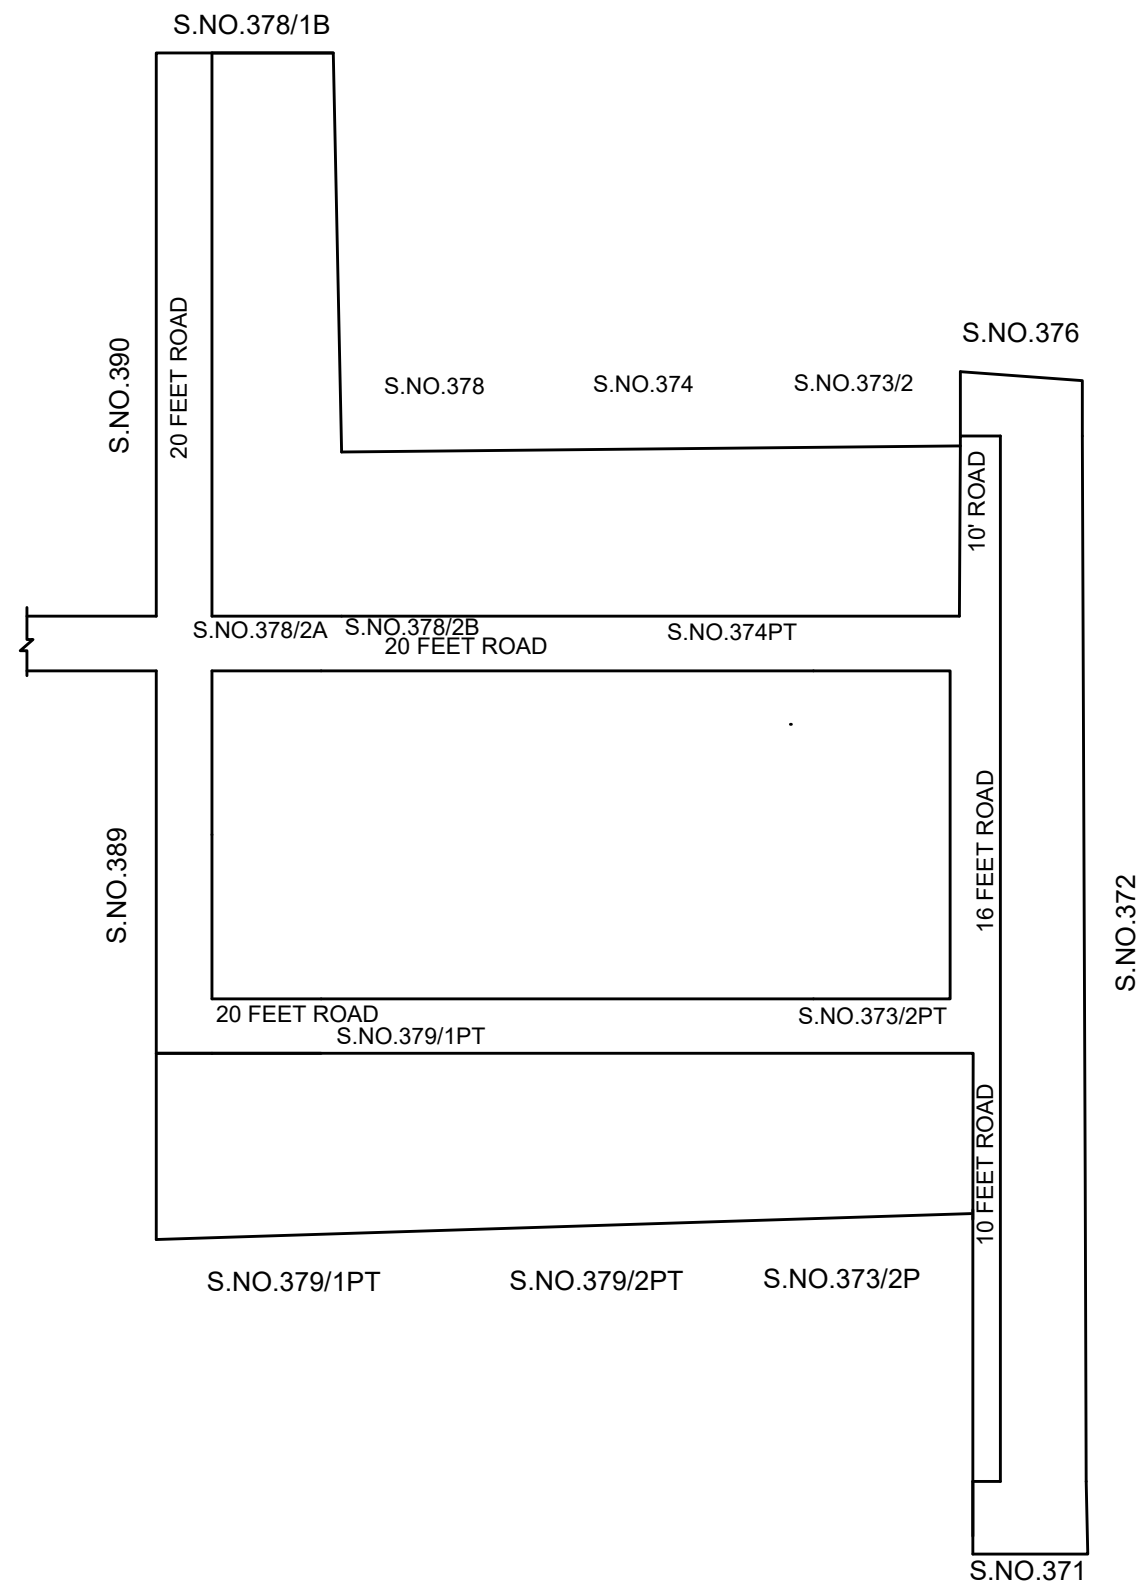 S.NO.378/1B
S.NO.390
20 FEET ROAD
S.NO.376
S.NO.378
S.NO.374
S.NO.373/2
10' ROAD
S.NO.378/2A
S.NO.378/2B
S.NO.374PT
20 FEET ROAD
S.NO.389
16 FEET ROAD
S.NO.372
20 FEET ROAD
S.NO.373/2PT
S.NO.379/1PT
10 FEET ROAD
S.NO.379/1PT
S.NO.379/2PT
S.NO.373/2P
S.NO.371